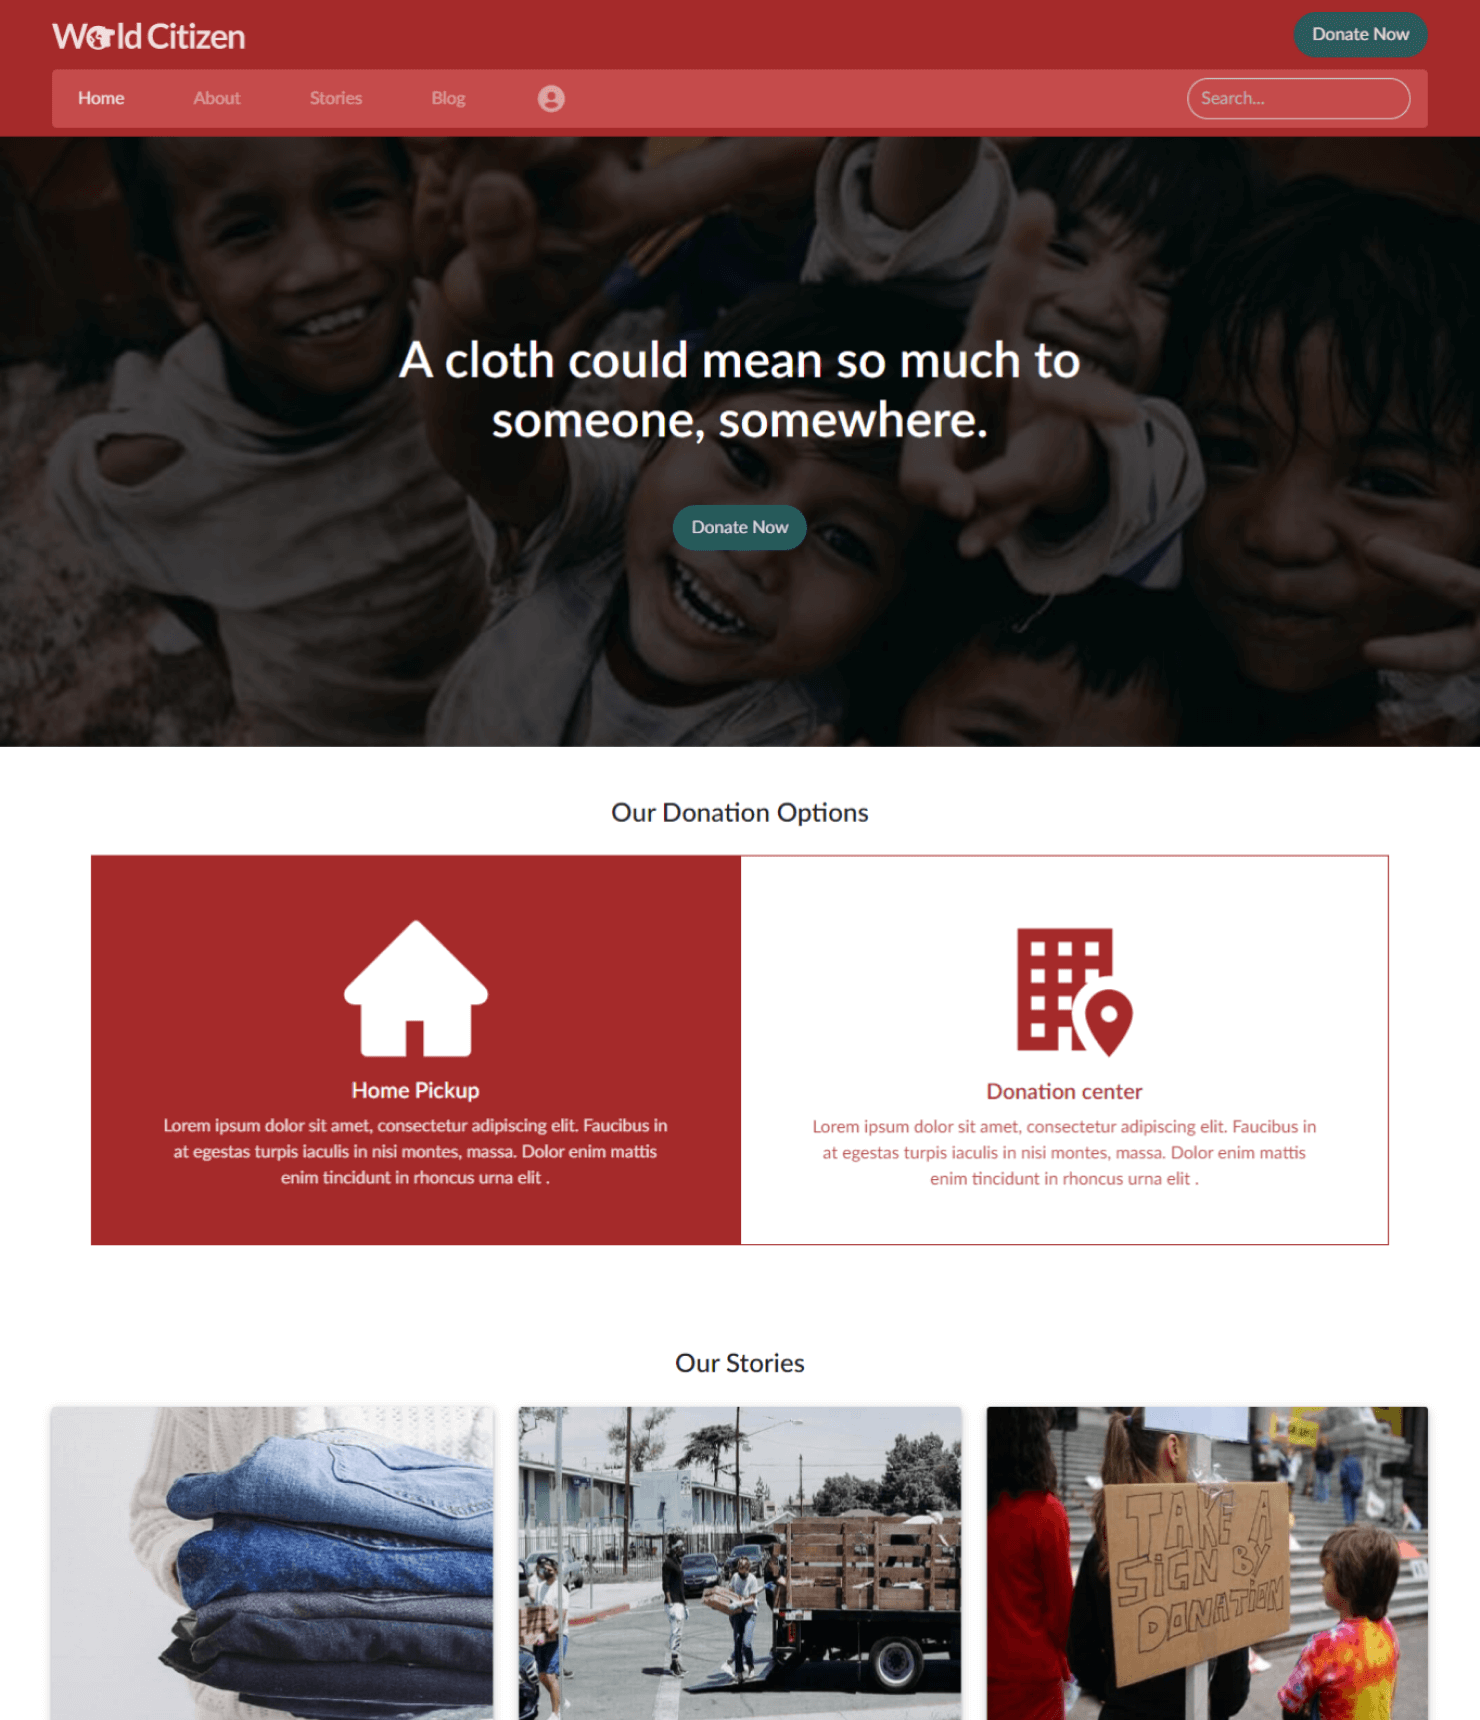 World Citizen
Donate Now
Home About Stories Blog
Search...
A cloth could mean so much to
someone, somewhere.
Donate Now
Our Donation Options
Home Pickup
Lorem ipsum dolor sit amet, consectetur adipiscing elit. Faucibus in
at egestas turpis iaculis in nisi montes, massa. Dolor enim mattis
enim tincidunt in rhoncus urna elit .
Donation center
Lorem ipsum dolor sit amet, consectetur adipiscing elit. Faucibus in
at egestas turpis iaculis in nisi montes, massa. Dolor enim mattis
enim tincidunt in rhoncus urna elit .
Our Stories
TAKE A
SIGN BY
DONATION